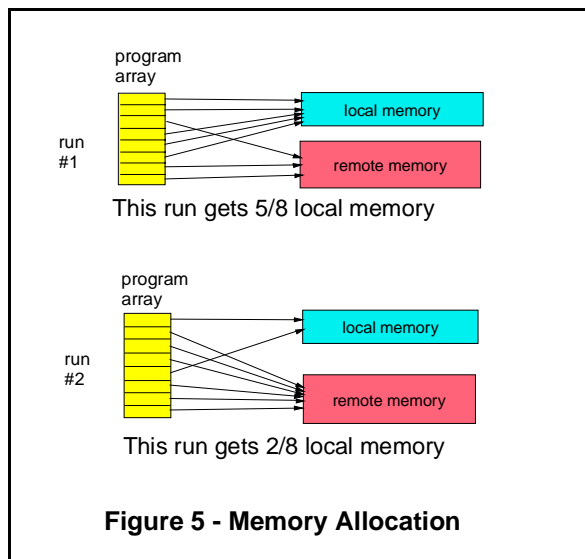 program
array
local memory
run
#1
remote memory
This run gets 5/8 local memory
program
array
local memory
run
#2
remote memory
This run gets 2/8 local memory
Figure 5 - Memory Allocation